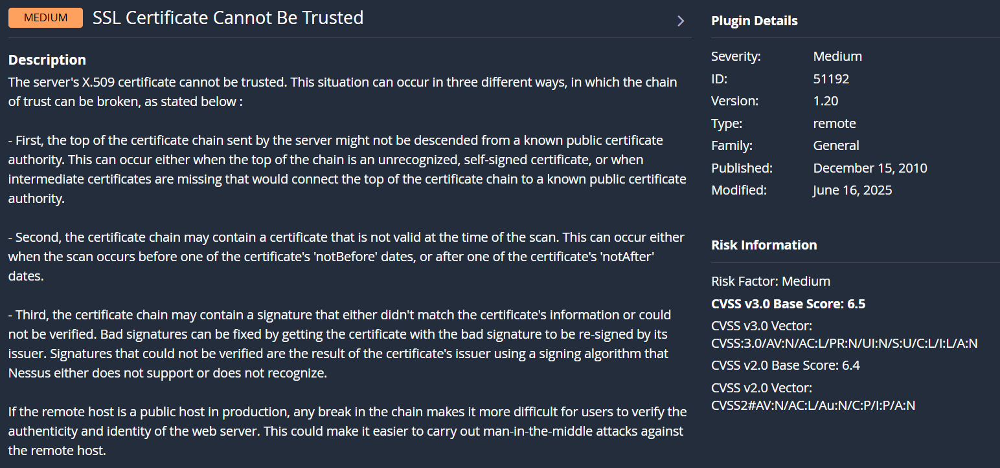 MEDIUM
SSL Certificate Cannot Be Trusted
Description
The server's X.509 certificate cannot be trusted. This situation can occur in three different ways, in which the chain
of trust can be broken, as stated below :
- First, the top of the certificate chain sent by the server might not be descended from a known public certificate
authority. This can occur either when the top of the chain is an unrecognized, self-signed certificate, or when
intermediate certificates are missing that would connect the top of the certificate chain to a known public certificate
authority.
- Second, the certificate chain may contain a certificate that is not valid at the time of the scan. This can occur either
when the scan occurs before one of the certificate's 'notBefore' dates, or after one of the certificate's 'notAfter'
dates.
- Third, the certificate chain may contain a signature that either didn't match the certificate's information or could
not be verified. Bad signatures can be fixed by getting the certificate with the bad signature to be re-signed by its
issuer. Signatures that could not be verified are the result of the certificate's issuer using a signing algorithm that
Nessus either does not support or does not recognize.
If the remote host is a public host in production, any break in the chain makes it more difficult for users to verify the
authenticity and identity of the web server. This could make it easier to carry out man-in-the-middle attacks against
the remote host.
Plugin Details
Severity: Medium
ID: 51192
Version: 1.20
Type: remote
Family: General
Published: December 15, 2010
Modified: June 16, 2025
Risk Information
Risk Factor: Medium
CVSS v3.0 Base Score: 6.5
CVSS v3.0 Vector:
CVSS:3.0/AV:N/AC:L/PR:N/UI:N/S:U/C:L/I:L/A:N
CVSS v2.0 Base Score: 6.4
CVSS v2.0 Vector:
CVSS2#AV:N/AC:L/Au:N/C:P/I:P/A:N